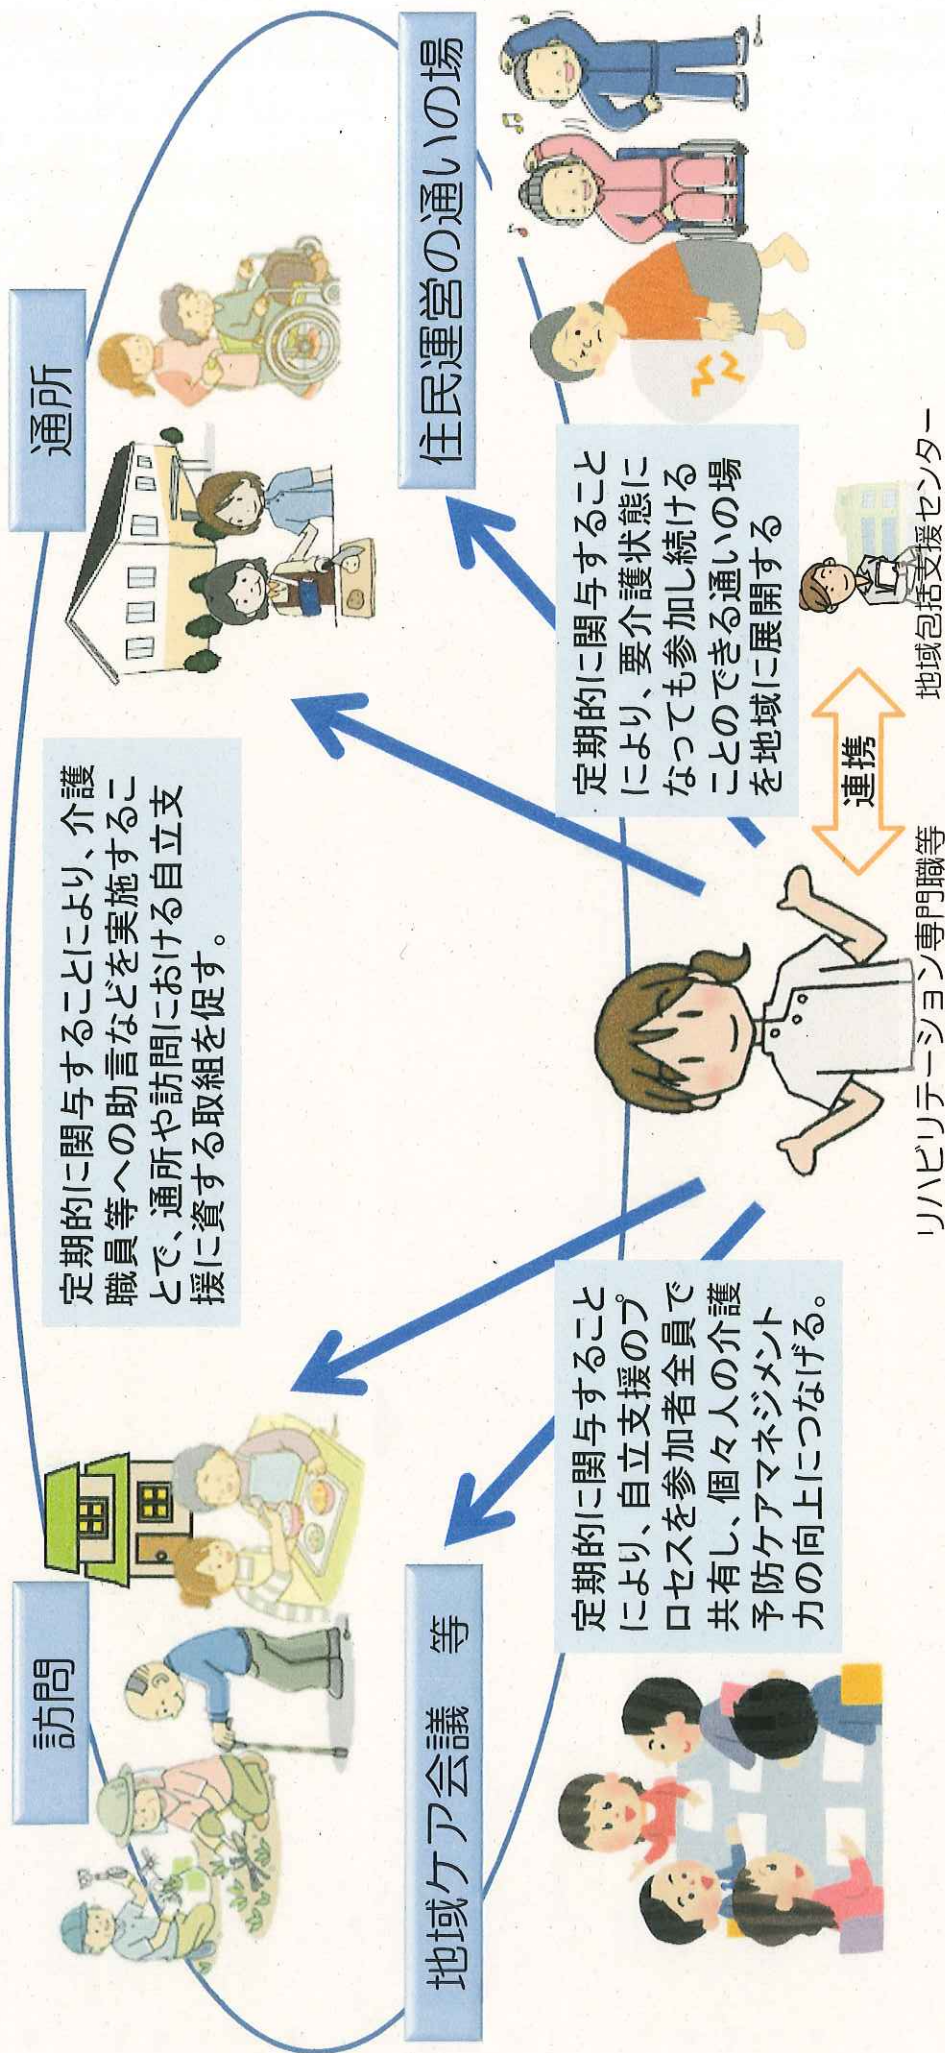 訪問
通所
定期的に関与することにより、介護
職員等への助言などを実施するこ
とで、通所や訪問における自立支
援に資する取組を促す。
地域ケア会議　等
住民運営の通いの場
定期的に関与すること
により、自立支援のプ
ロセスを参加者全員で
共有し、個々人の介護
予防ケアマネジメント
力の向上につなげる。
定期的に関与すること
により、要介護状態に
なっても参加し続ける
ことのできる通いの場
を地域に展開する
連携
リハビリテーション専門職等
地域包括支援センター